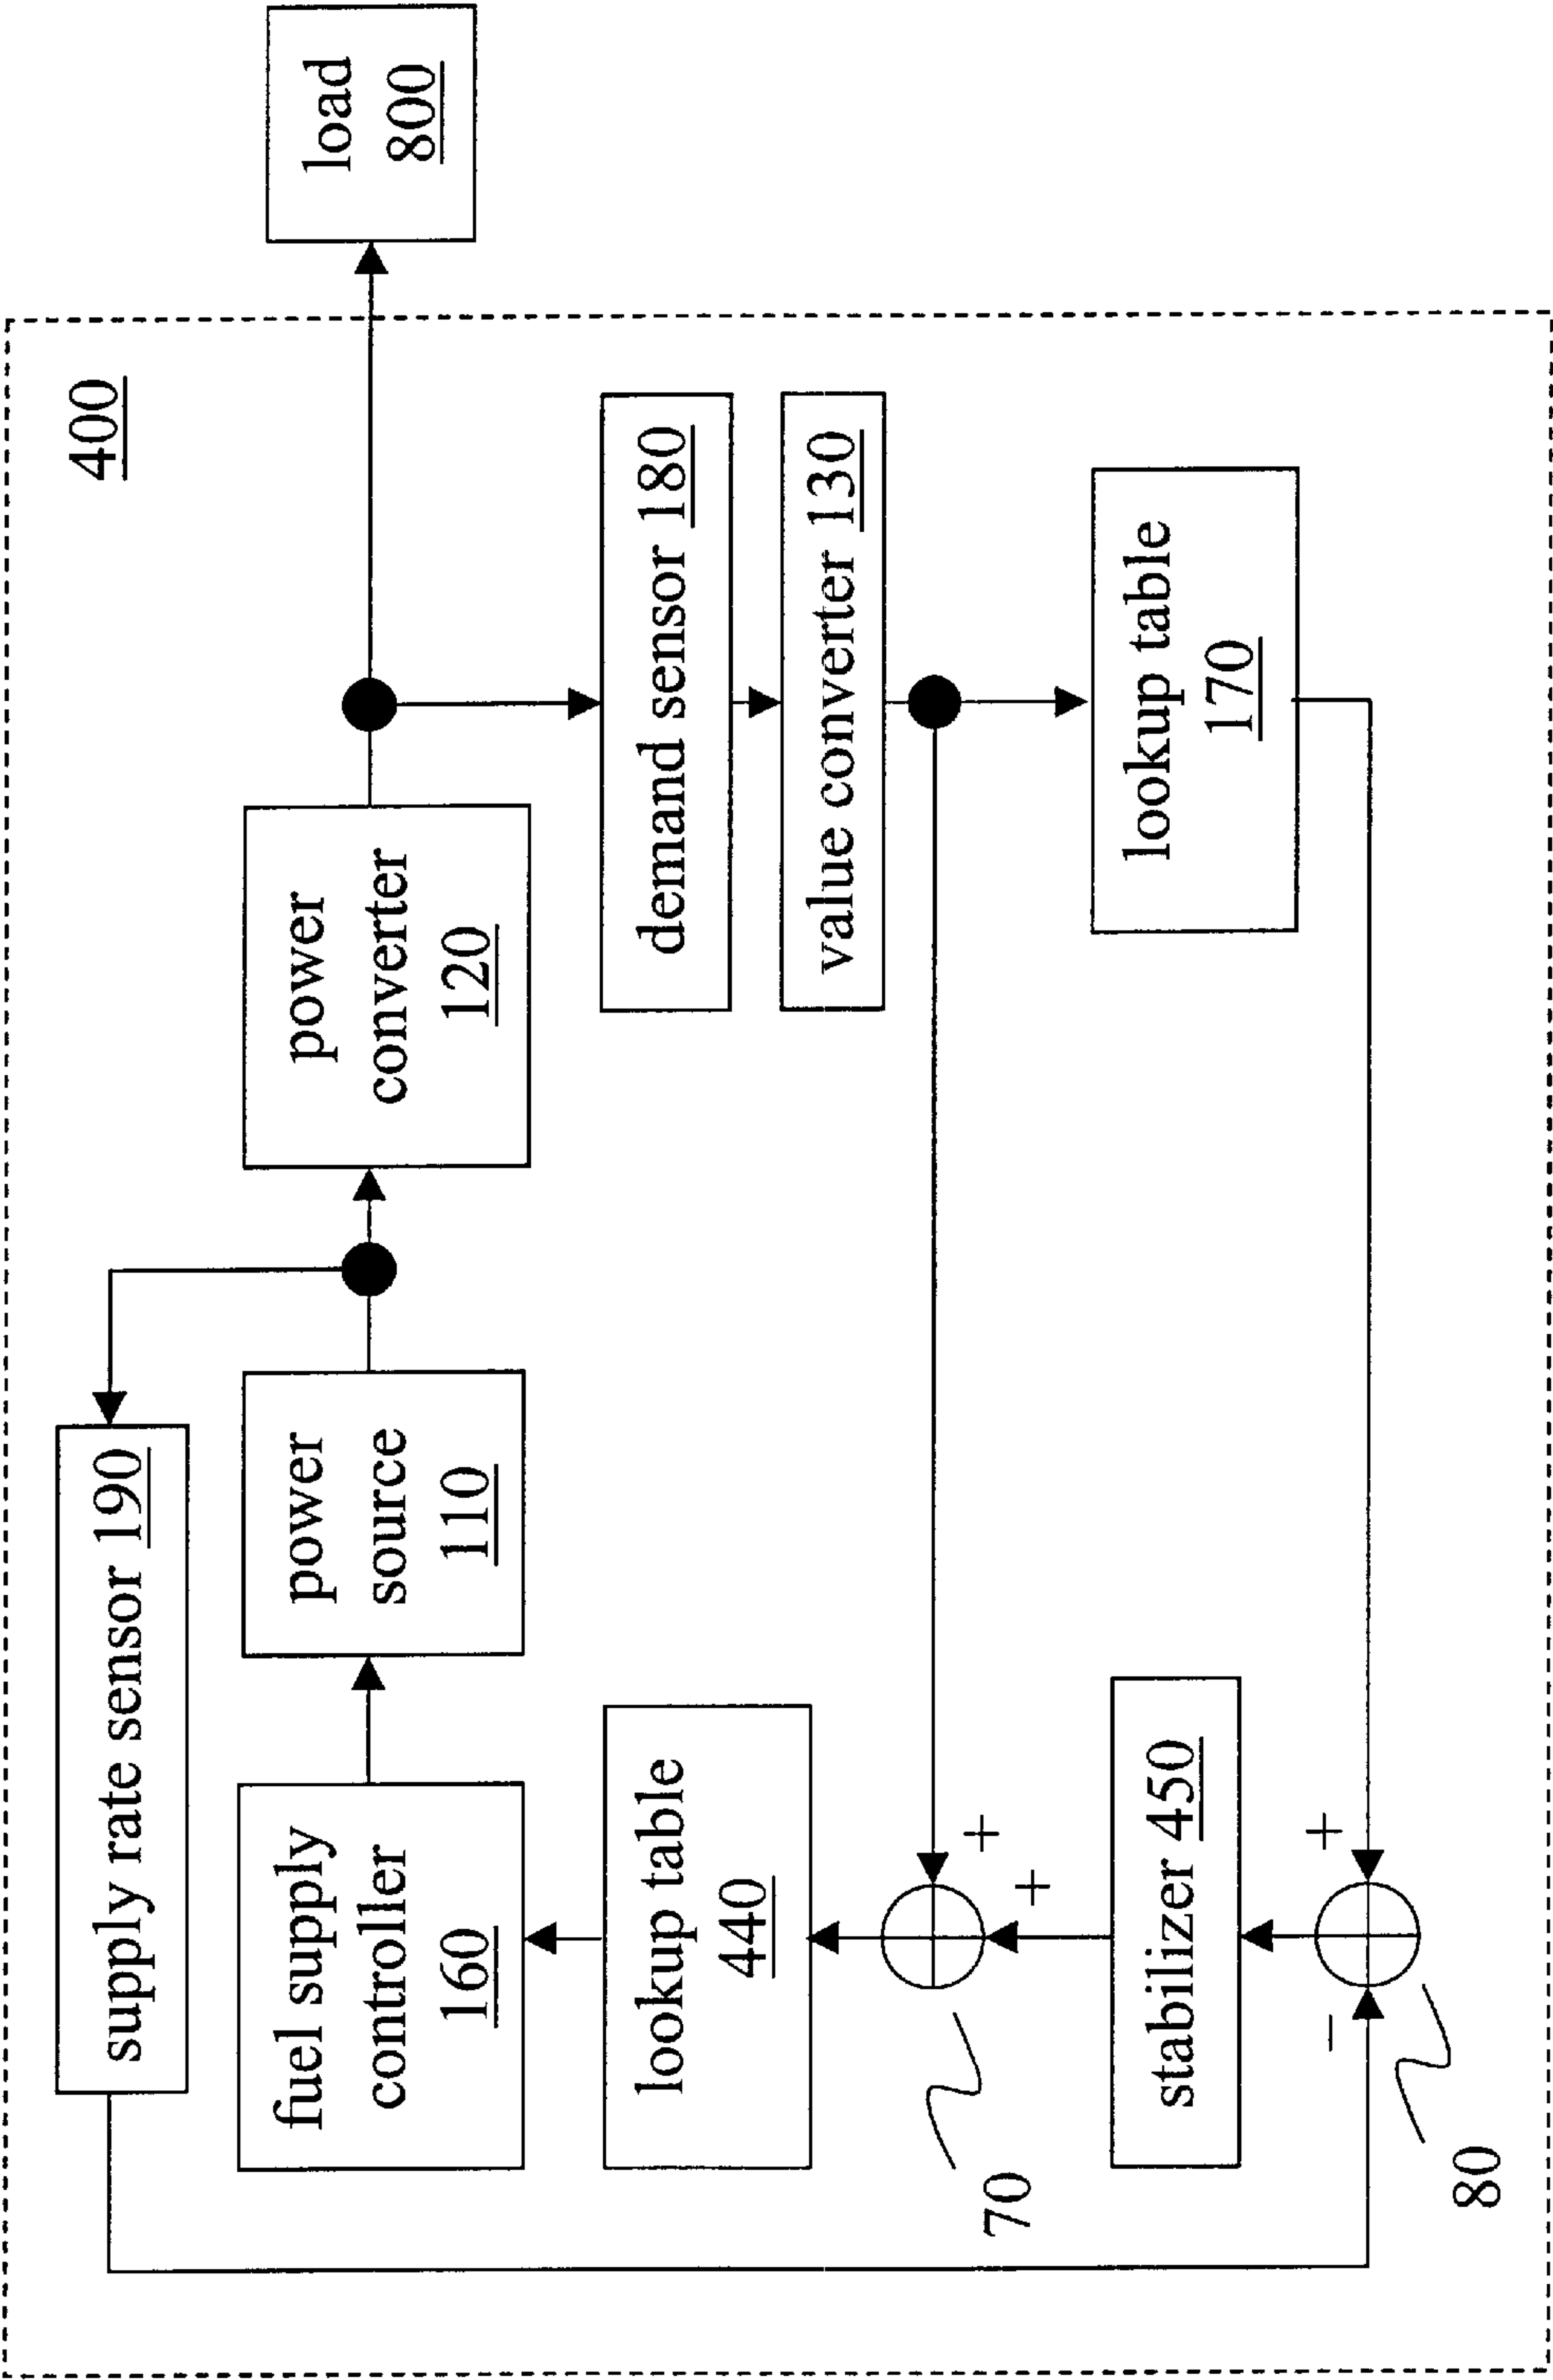 400
supply rate sensor 190
fuel supply
controller
160
power
source
110
power
converter
120
load
800
lookup table
440
demand sensor 180
value converter 130
70
+
+
lookup table
170
stabilizer 450
80
−
+